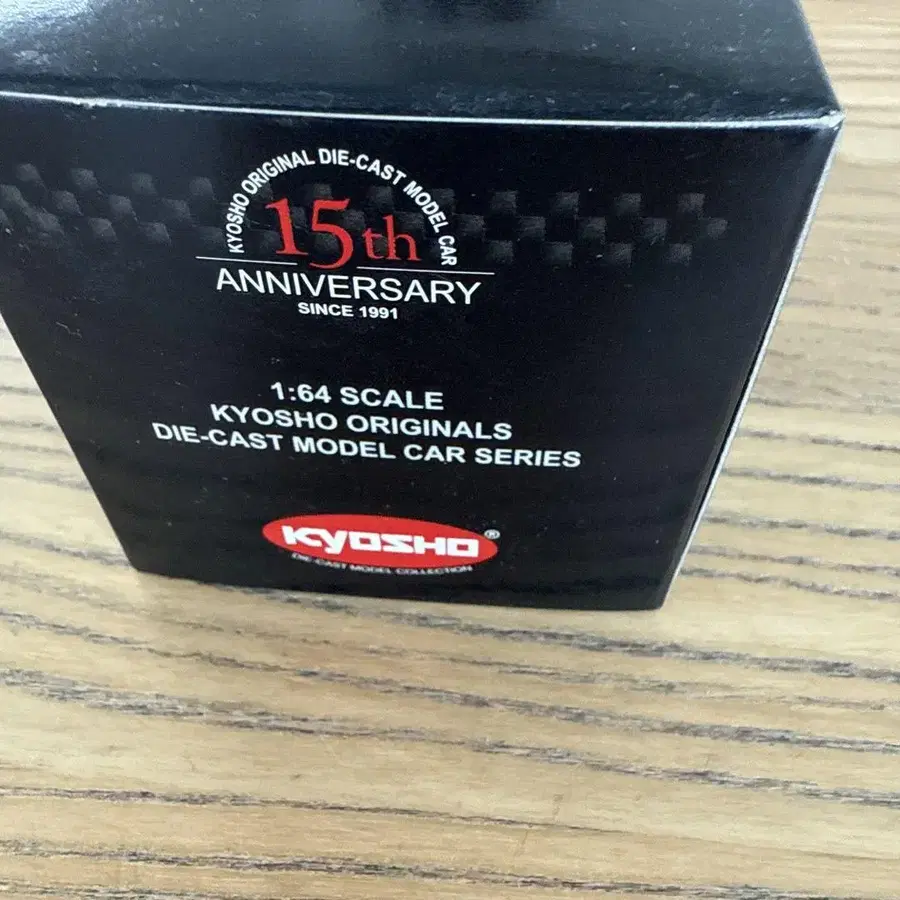 KYOSHO ORIGINAL DIE-CAST MODEL CAR
15th
ANNIVERSARY
SINCE 1991
1:64 SCALE
KYOSHO ORIGINALS
DIE-CAST MODEL CAR SERIES
KYOSHO®
DIE-CAST MODEL COLLECTION